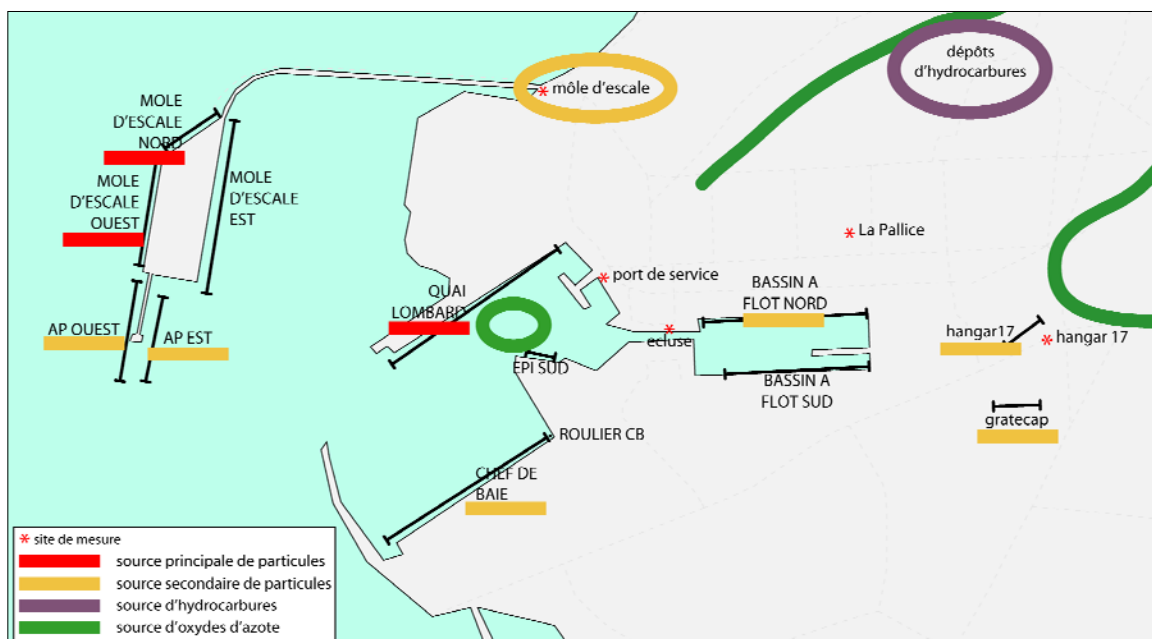 dépôts
d'hydrocarbures
môle d'escale
MOLE
D'ESCALE
NORD
MOLE
D'ESCALE
OUEST
MOLE
D'ESCALE
EST
La Pallice
port de service
QUAI
LOMBARD
BASSIN A
FLOT NORD
AP OUEST
AP EST
ecluse
hangar17
hangar 17
EPI SUD
BASSIN A
FLOT SUD
gratecap
ROULIER CB
CHEF DE
BAIE
* site de mesure
source principale de particules
source secondaire de particules
source d'hydrocarbures
source d'oxydes d'azote